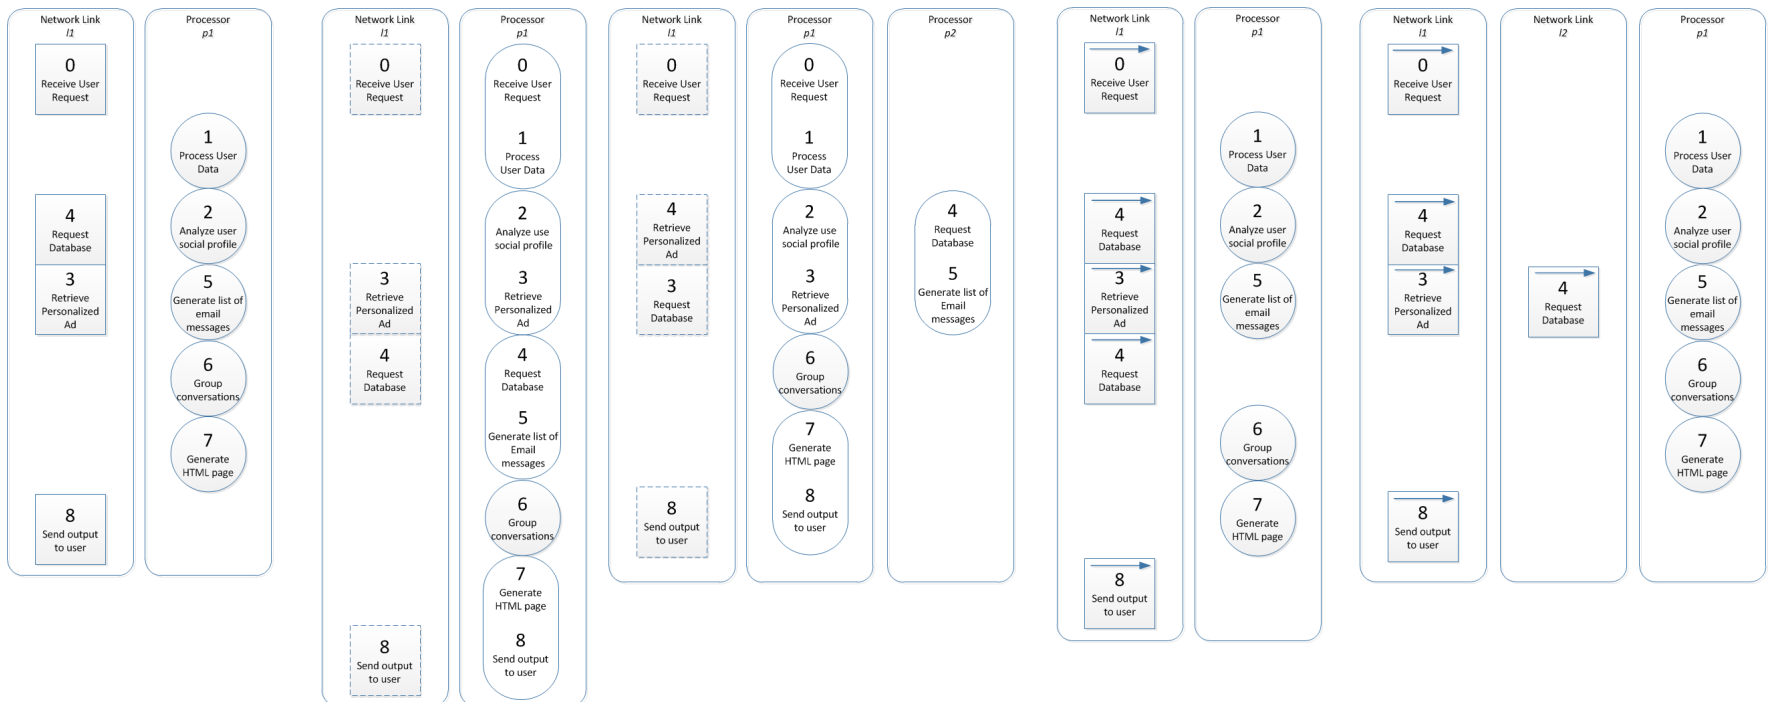 Network Link
l1
0
Receive User
Request
4
Request
Database
3
Retrieve
Personalized
Ad
8
Send output
to user
Processor
p1
1
Process User
Data
2
Analyze user
social profile
5
Generate list of
email
messages
6
Group
conversations
7
Generate
HTML page
Network Link
l1
0
Receive User
Request
3
Retrieve
Personalized
Ad
4
Request
Database
8
Send output
to user
Processor
p1
0
Receive User
Request
1
Process
User Data
2
Analyze use
social profile
3
Retrieve
Personalized
Ad
4
Request
Database
5
Generate list of
Email
messages
6
Group
conversations
7
Generate
HTML page
8
Send output
to user
Network Link
l1
0
Receive User
Request
4
Retrieve
Personalized
Ad
3
Request
Database
8
Send output
to user
Processor
p1
0
Receive User
Request
1
Process
User Data
2
Analyze use
social profile
3
Retrieve
Personalized
Ad
6
Group
conversations
7
Generate
HTML page
8
Send output
to user
Processor
p2
4
Request
Database
5
Generate list of
Email
messages
Network Link
l1
0
Receive User
Request
4
Request
Database
3
Retrieve
Personalized
Ad
4
Request
Database
8
Send output
to user
Processor
p1
1
Process User
Data
2
Analyze user
social profile
5
Generate list of
email
messages
6
Group
conversations
7
Generate
HTML page
Network Link
l1
0
Receive User
Request
4
Request
Database
3
Retrieve
Personalized
Ad
8
Send output
to user
Network Link
l2
4
Request
Database
Processor
p1
1
Process User
Data
2
Analyze user
social profile
5
Generate list of
email
messages
6
Group
conversations
7
Generate
HTML page